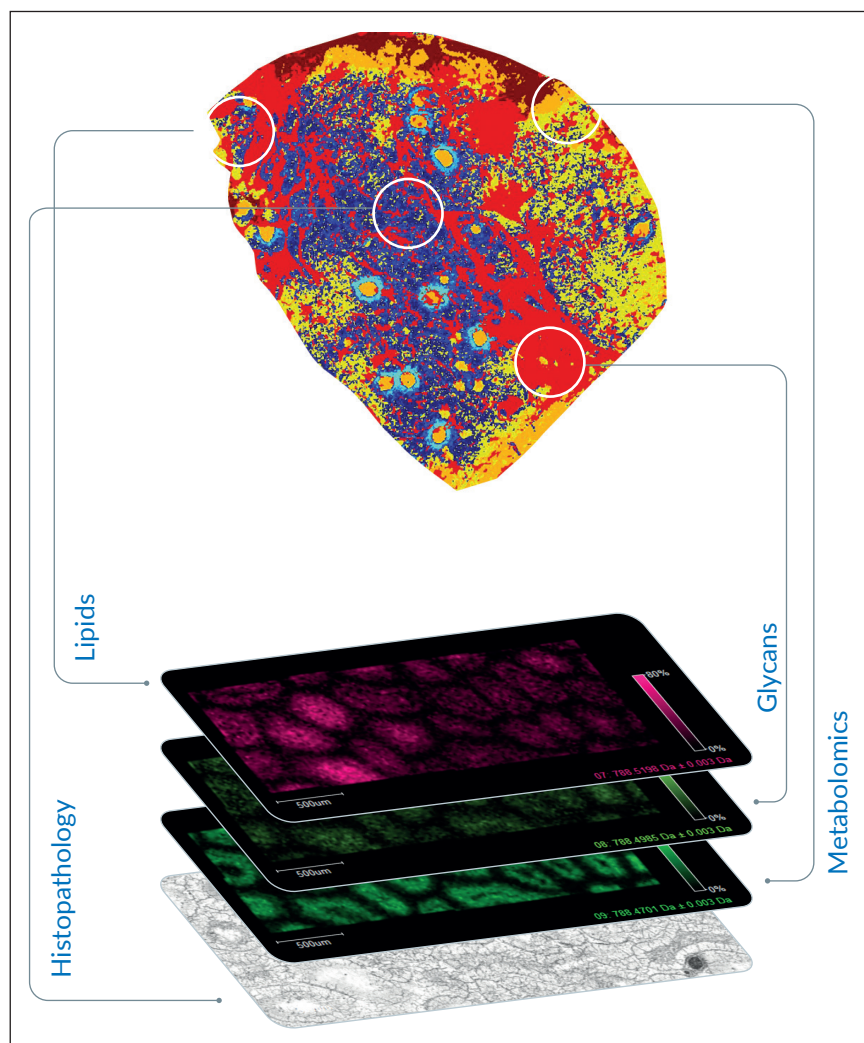 Lipids
Histopathology
Glycans
Metabolomics
80%
0%
500um
07. 788.5198 Da ± 0.003 Da
0%
500um
08. 788.4985 Da ± 0.003 Da
0%
500um
09. 788.4701 Da ± 0.003 Da